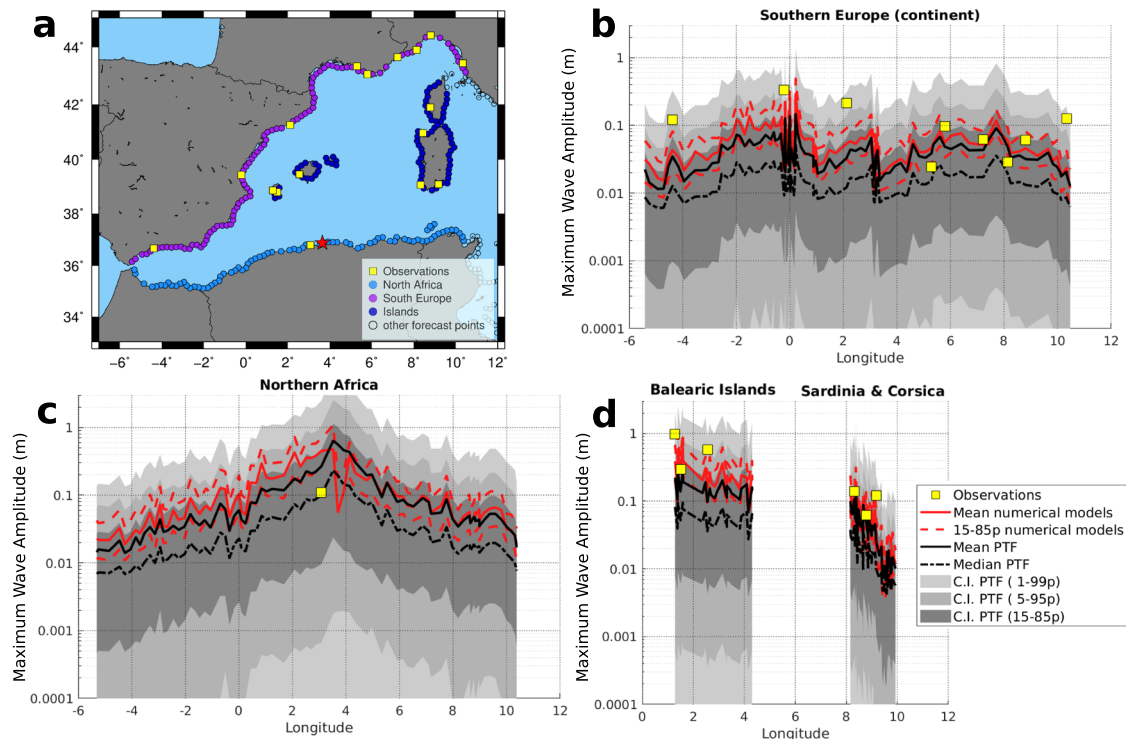 a
44˚
42˚
40˚
38˚
36˚
34˚
−6˚ −4˚ −2˚ 0˚ 2˚ 4˚ 6˚ 8˚ 10˚ 12˚
Observations
North Africa
South Europe
Islands
other forecast points
b
Southern Europe (continent)
Maximum Wave Amplitude (m)
1
0.1
0.01
0.001
0.0001
-6 -4 -2 0 2 4 6 8 10 12
Longitude
c
Northern Africa
Maximum Wave Amplitude (m)
1
0.1
0.01
0.001
0.0001
-6 -4 -2 0 2 4 6 8 10 12
Longitude
d
Balearic Islands Sardinia & Corsica
Maximum Wave Amplitude (m)
1
0.1
0.01
0.001
0.0001
0 2 4 6 8 10 12
Longitude
Observations
Mean numerical models
15-85p numerical models
Mean PTF
Median PTF
C.I. PTF ( 1-99p)
C.I. PTF ( 5-95p)
C.I. PTF (15-85p)